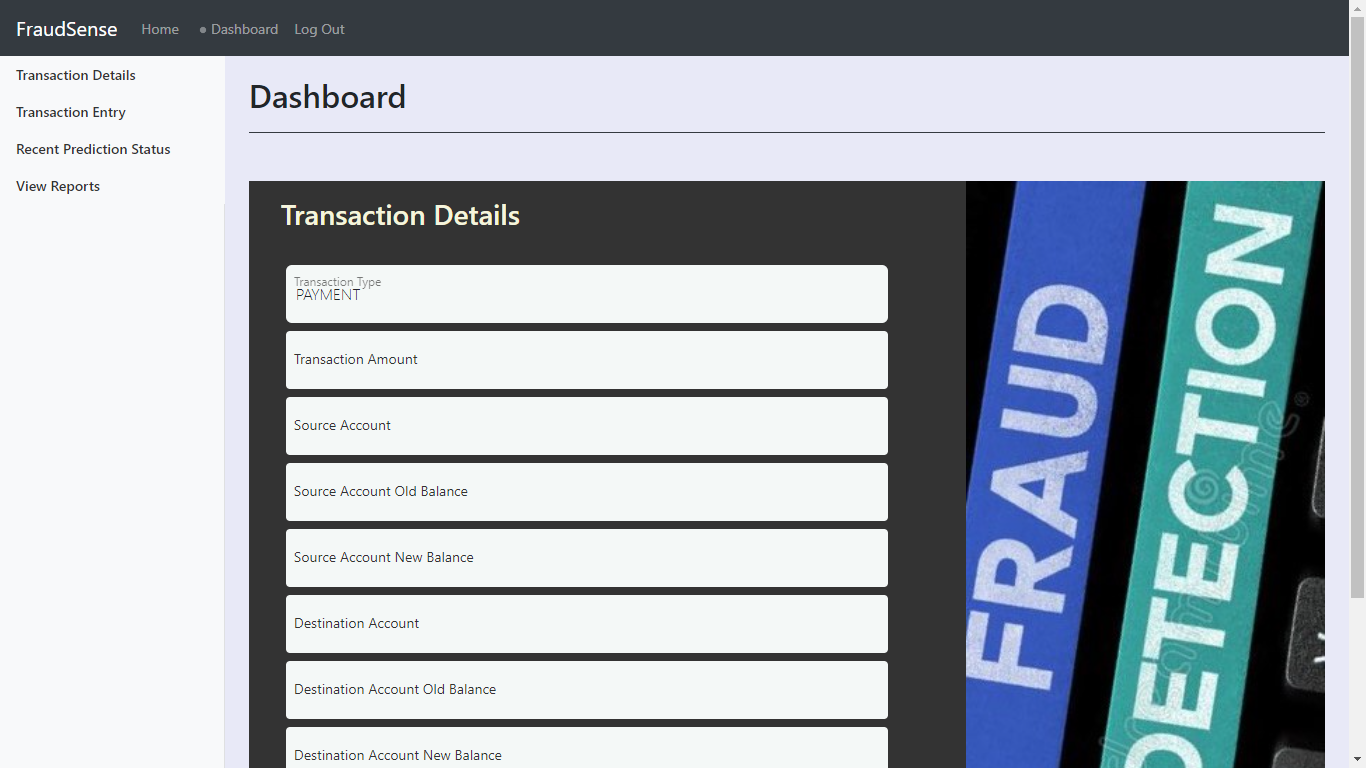 FraudSense Home Dashboard Log Out
Transaction Details
Transaction Entry
Recent Prediction Status
View Reports
Dashboard
Transaction Details
Transaction Type
PAYMENT
Transaction Amount
Source Account
Source Account Old Balance
Source Account New Balance
Destination Account
Destination Account Old Balance
Destination Account New Balance
FRAUD
DETECTION